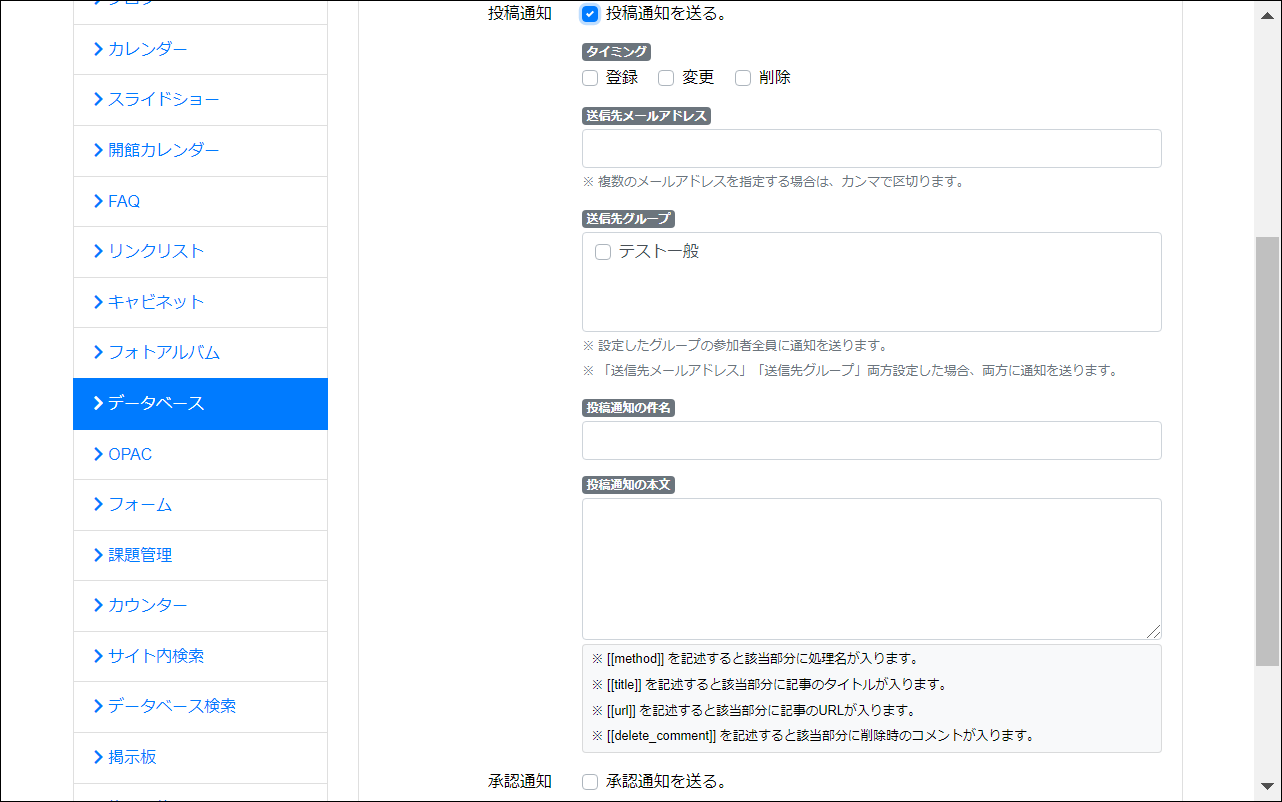 カレンダー
スライドショー
開館カレンダー
FAQ
リンクリスト
キャビネット
フォトアルバム
データベース
OPAC
フォーム
課題管理
カウンター
サイト内検索
データベース検索
掲示板
投稿通知
投稿通知を送る。
タイミング
登録 変更 削除
送信先メールアドレス
※ 複数のメールアドレスを指定する場合は、カンマで区切ります。
送信先グループ
テスト一般
※ 設定したグループの参加者全員に通知を送ります。
※ 「送信先メールアドレス」「送信先グループ」両方設定した場合、両方に通知を送ります。
投稿通知の件名
投稿通知の本文
※ [[method]] を記述すると該当部分に処理名が入ります。
※ [[title]] を記述すると該当部分に記事のタイトルが入ります。
※ [[url]] を記述すると該当部分に記事のURLが入ります。
※ [[delete_comment]] を記述すると該当部分に削除時のコメントが入ります。
承認通知
承認通知を送る。